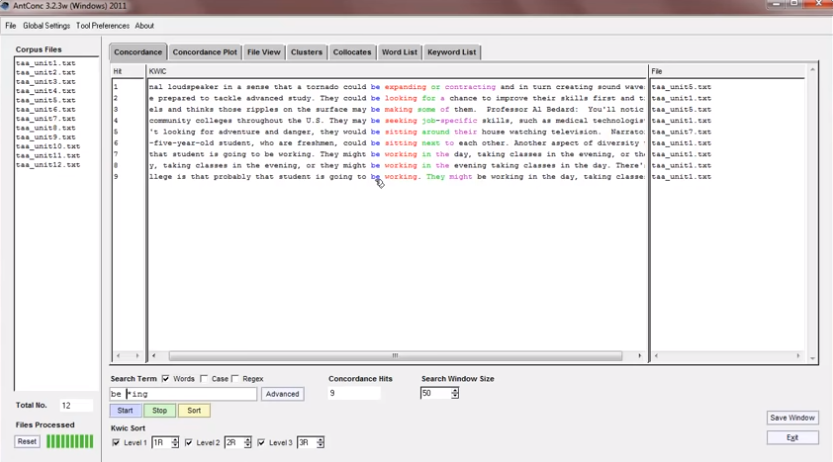 AntConc 3.2.3w (Windows) 2011
File Global Settings Tool Preferences About
Corpus Files
taa_unit1.txt
taa_unit2.txt
taa_unit3.txt
taa_unit4.txt
taa_unit5.txt
taa_unit6.txt
taa_unit7.txt
taa_unit8.txt
taa_unit9.txt
taa_unit10.txt
taa_unit11.txt
taa_unit12.txt
Total No. 12
Files Processed
Reset
Concordance Concordance Plot File View Clusters Collocates Word List Keyword List
Hit KWIC File
1 nal loudspeaker in a sense that a tornado could be expanding or contracting and in turn creating sound wave taa_unit5.txt
2 e prepared to tackle advanced study. They could be looking for a chance to improve their skills first and t taa_unit1.txt
3 els and thinks those ripples on the surface may be making some of them. Professor Al Bedard: You'll notic taa_unit5.txt
4 community colleges throughout the U.S. They may be seeking job-specific skills, such as medical technologis taa_unit1.txt
5 't looking for adventure and danger, they would be sitting around their house watching television. Narrato taa_unit7.txt
6 -five-year-old student, who are freshmen, could be sitting next to each other. Another aspect of diversity taa_unit1.txt
7 that student is going to be working. They might be working in the day, taking classes in the evening, or th taa_unit1.txt
8 y, taking classes in the evening, or they might be working in the evening taking classes in the day. There' taa_unit1.txt
9 llege is that probably that student is going to be working. They might be working in the day, taking classe taa_unit1.txt
Search Term Words Case Regex
be *ing Advanced
Start Stop Sort
Kwic Sort
Level 1 1R Level 2 2R Level 3 3R
Concordance Hits
9
Search Window Size
50
Save Window
Exit